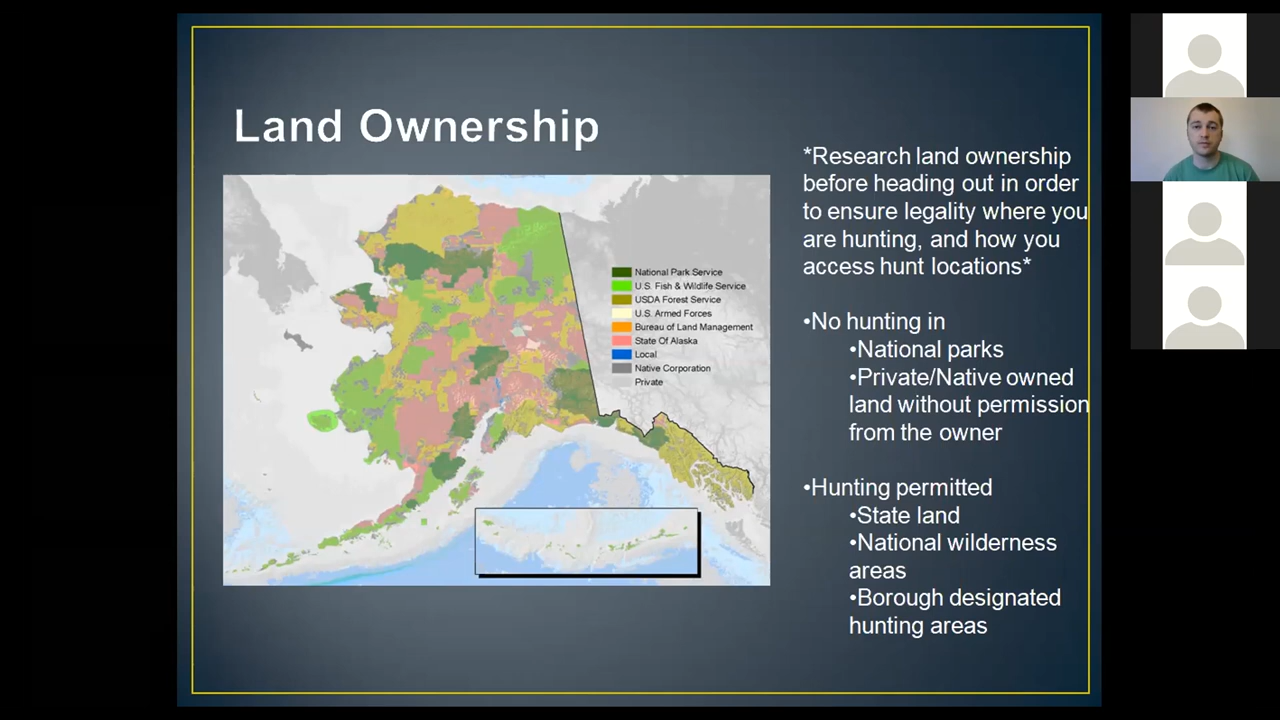 Land Ownership
National Park Service
U.S. Fish & Wildlife Service
USDA Forest Service
U.S. Armed Forces
Bureau of Land Management
State Of Alaska
Local
Native Corporation
Private
*Research land ownership
before heading out in order
to ensure legality where you
are hunting, and how you
access hunt locations*
•No hunting in
•National parks
•Private/Native owned
land without permission
from the owner
•Hunting permitted
•State land
•National wilderness
areas
•Borough designated
hunting areas